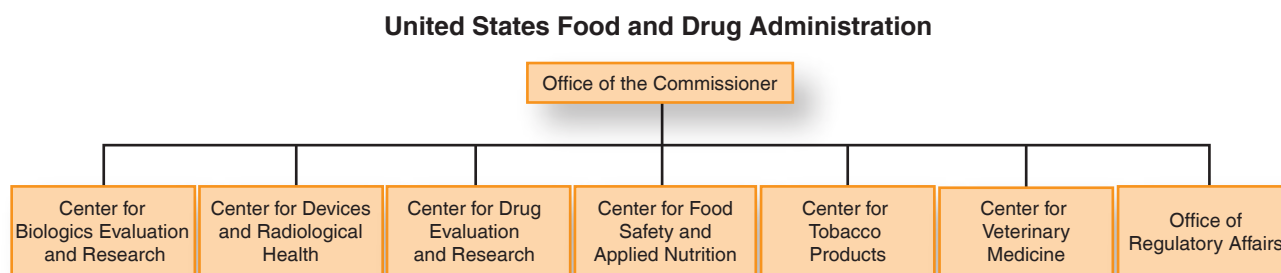 United States Food and Drug Administration
Office of the Commissioner
Center for
Biologics Evaluation
and Research
Center for Devices
and Radiological
Health
Center for Drug
Evaluation
and Research
Center for Food
Safety and
Applied Nutrition
Center for
Tobacco
Products
Center for
Veterinary
Medicine
Office of
Regulatory Affairs